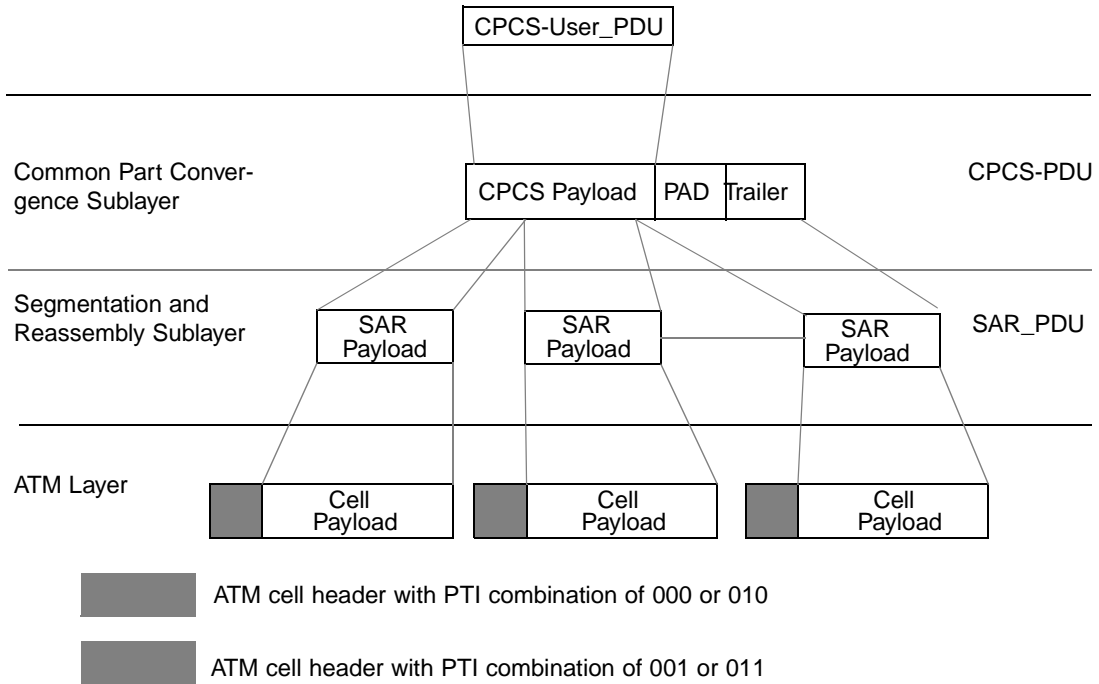 CPCS-User_PDU
Common Part Conver-
gence Sublayer
CPCS Payload PAD Trailer
CPCS-PDU
Segmentation and
Reassembly Sublayer
SAR
Payload
SAR
Payload
SAR
Payload
SAR_PDU
ATM Layer
Cell
Payload
Cell
Payload
Cell
Payload
ATM cell header with PTI combination of 000 or 010
ATM cell header with PTI combination of 001 or 011